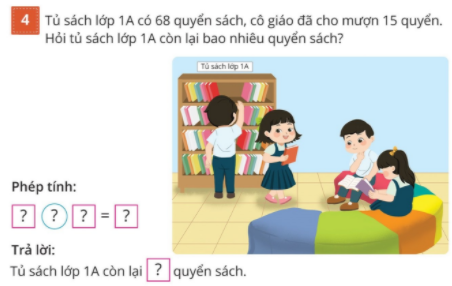 4 Tủ sách lớp 1A có 68 quyển sách, cô giáo đã cho mượn 15 quyển.
Hỏi tủ sách lớp 1A còn lại bao nhiêu quyển sách?
Tủ sách lớp 1A
Phép tính:
? ? ? = ?
Trả lời:
Tủ sách lớp 1A còn lại ? quyển sách.